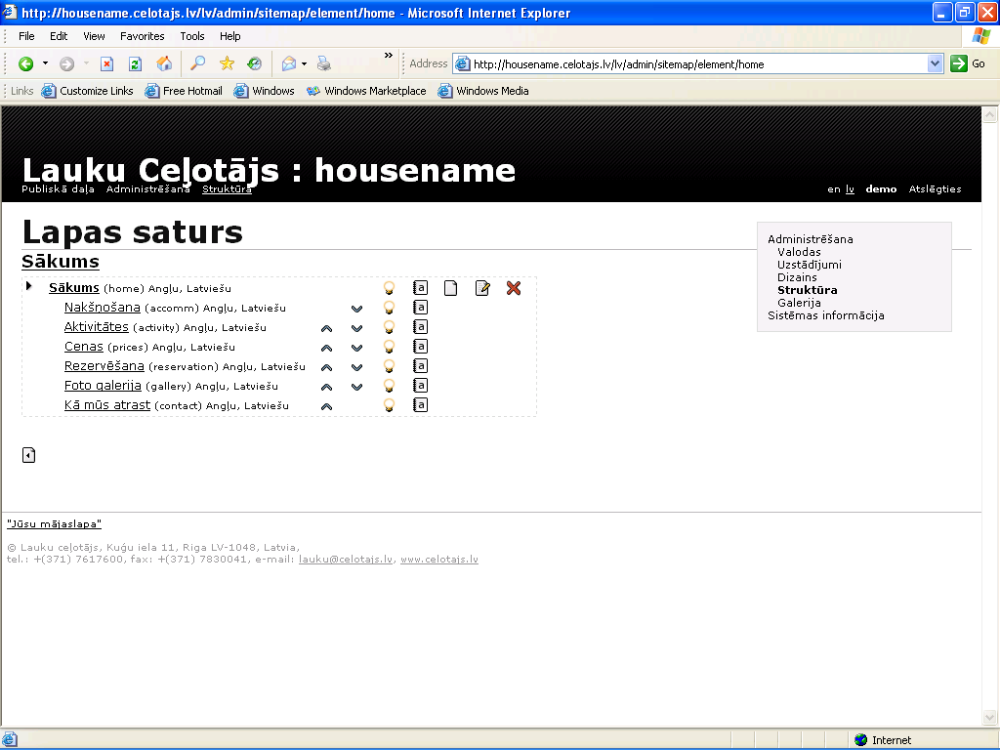 http://housename.celotajs.lv/lv/admin/sitemap/element/home - Microsoft Internet Explorer
File Edit View Favorites Tools Help
» Address http://housename.celotajs.lv/lv/admin/sitemap/element/home Go
Links Customize Links Free Hotmail Windows Windows Marketplace Windows Media
Lauku Ceļotājs : housename
Publiskā daļa Administrēšana Struktūra en lv demo Atslēgties
Lapas saturs
Sākums
Sākums (home) Angļu, Latviešu a
Nakšņošana (accomm) Angļu, Latviešu a
Aktivitātes (activity) Angļu, Latviešu a
Cenas (prices) Angļu, Latviešu a
Rezervēšana (reservation) Angļu, Latviešu a
Foto galerija (gallery) Angļu, Latviešu a
Kā mūs atrast (contact) Angļu, Latviešu a
Administrēšana
Valodas
Uzstādījumi
Dizains
Struktūra
Galerija
Sistēmas informācija
"Jūsu mājaslapa"
© Lauku ceļotājs, Kuģu iela 11, Riga LV-1048, Latvia,
tel.: +(371) 7617600, fax: +(371) 7830041, e-mail: lauku@celotajs.lv, www.celotajs.lv
Internet